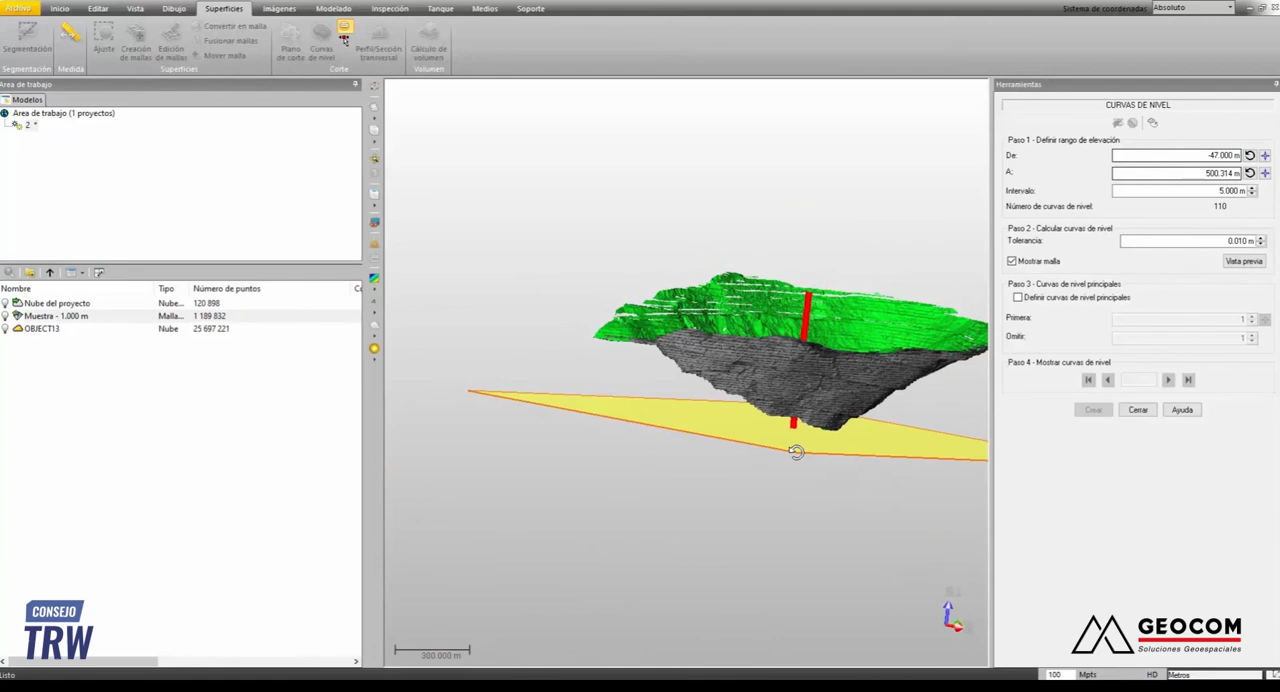 Archivo Inicio Editar Vista Dibujo Superficies Imágenes Modelado Inspección Tanque Medios Soporte
Sistema de coordenadas Absoluto
Segmentación
Ajuste Creación de mallas Edición de mallas
Convertir en malla
Fusionar mallas
Mover malla
Plano de corte Curvas de nivel Perfil/Sección transversal Cálculo de volumen
Segmentación Medida Superficies Corte Volumen
Area de trabajo
Modelos
Area de trabajo (1 proyectos)
2 *
Nombre Tipo Número de puntos
Nube del proyecto Nube... 120 898
Muestra - 1.000 m Malla... 1 189 832
OBJECT13 Nube 25 697 221
CONSEJO
TRW
Listo
300.000 m
Herramientas
CURVAS DE NIVEL
Paso 1 - Definir rango de elevación
De: -47.000 m
A: 500.314 m
Intervalo: 5.000 m
Número de curvas de nivel: 110
Paso 2 - Calcular curvas de nivel
Tolerancia: 0.010 m
Mostrar malla Vista previa
Paso 3 - Curvas de nivel principales
Definir curvas de nivel principales
Primera: 1
Omitir: 1
Paso 4 - Mostrar curvas de nivel
Crear Cerrar Ayuda
GEOCOM
Soluciones Geoespaciales
100 Mpts HD Metros